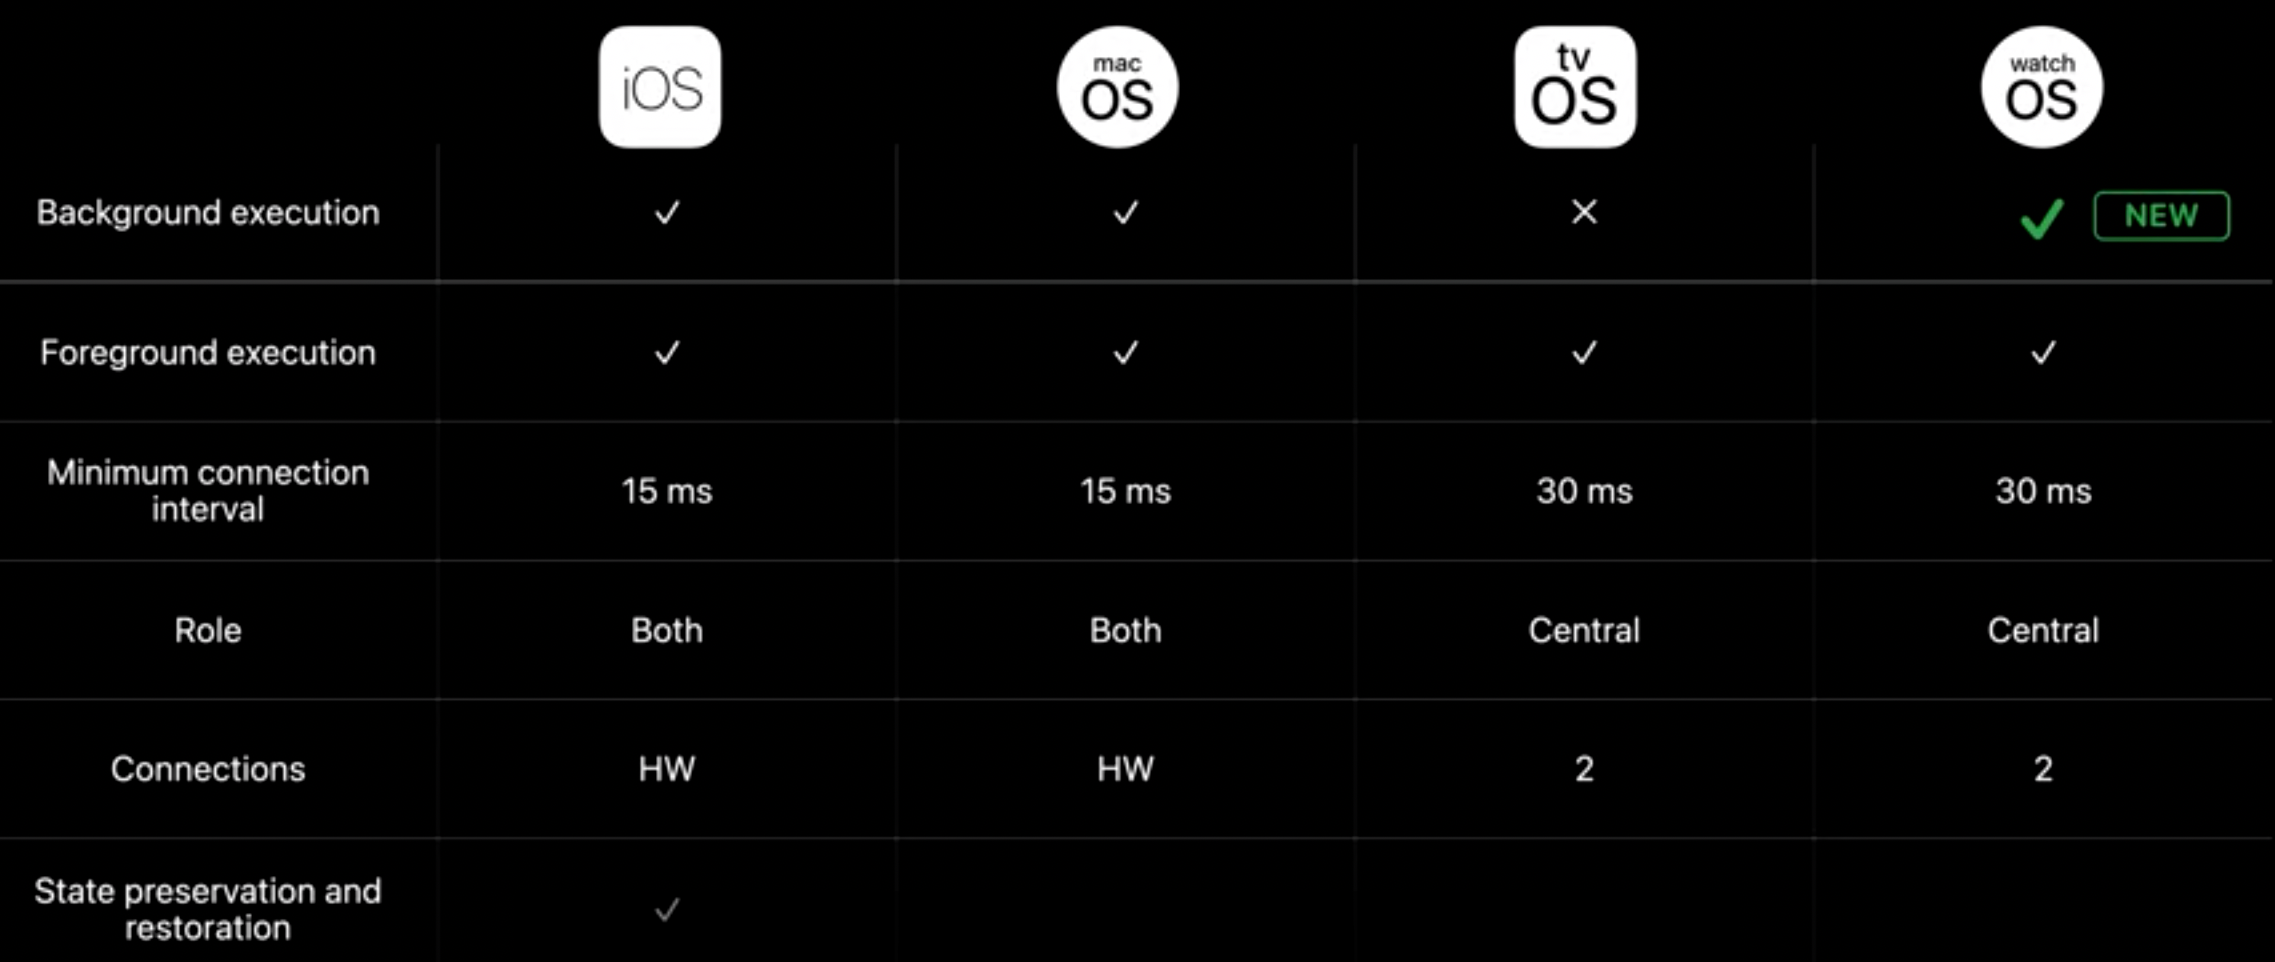 iOS
mac
OS
tv
OS
watch
OS
Background execution ✓ ✓ ✕ ✓ NEW
Foreground execution ✓ ✓ ✓ ✓
Minimum connection
interval
15 ms 15 ms 30 ms 30 ms
Role Both Both Central Central
Connections HW HW 2 2
State preservation and
restoration
✓